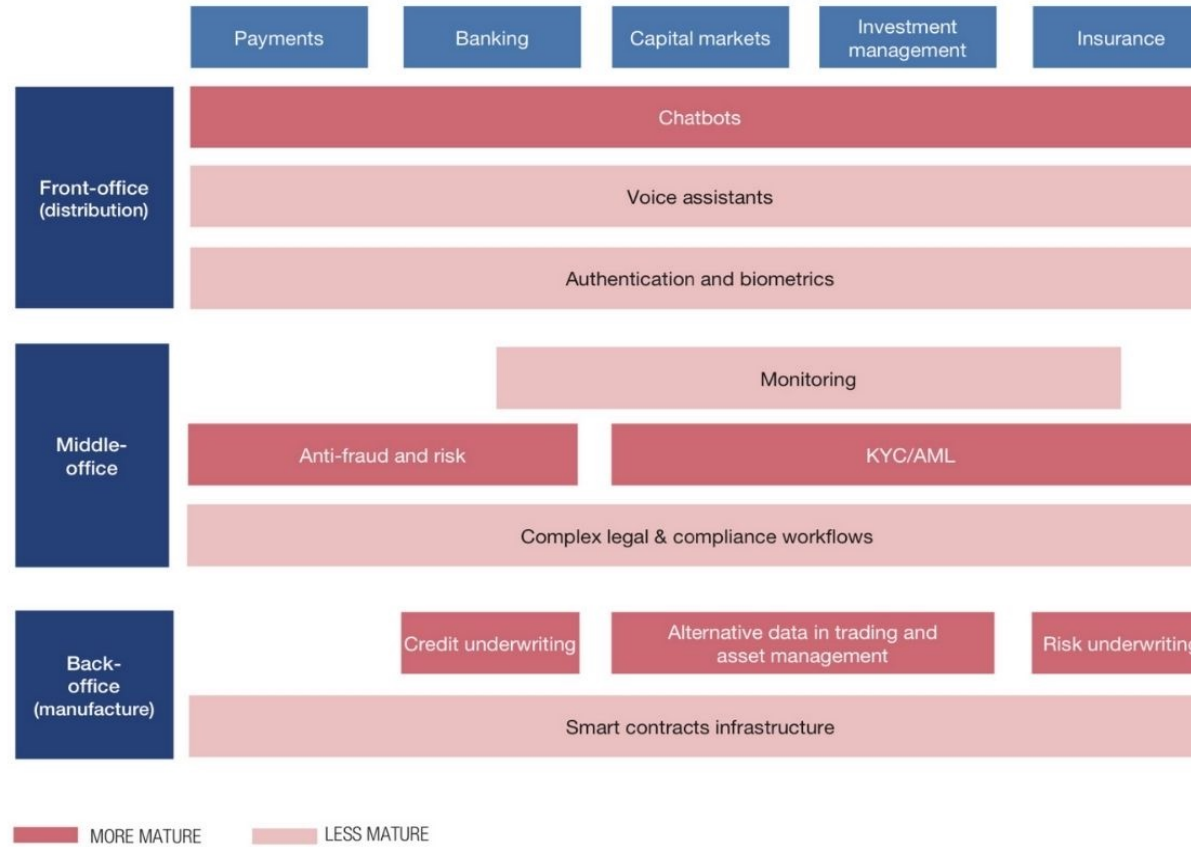 Payments
Banking
Capital markets
Investment
management
Insurance
Front-office
(distribution)
Chatbots
Voice assistants
Authentication and biometrics
Middle-
office
Monitoring
Anti-fraud and risk
KYC/AML
Complex legal & compliance workflows
Back-
office
(manufacture)
Credit underwriting
Alternative data in trading and
asset management
Risk underwriting
Smart contracts infrastructure
MORE MATURE
LESS MATURE